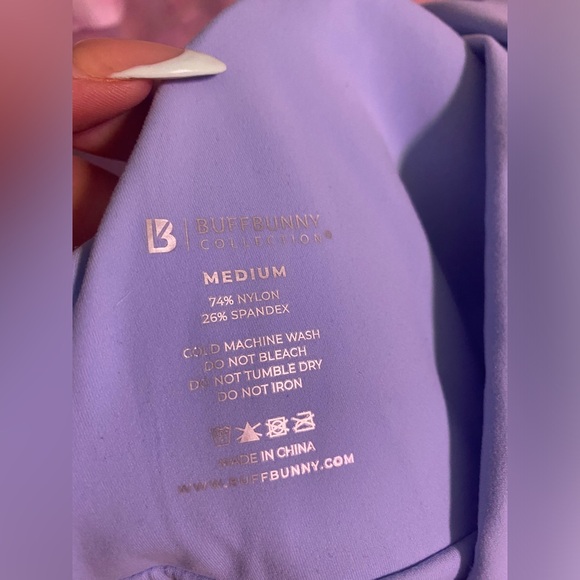 B | BUFFBUNNY
COLLECTION®
MEDIUM
74% NYLON
26% SPANDEX
COLD MACHINE WASH
DO NOT BLEACH
DO NOT TUMBLE DRY
DO NOT IRON
MADE IN CHINA
WWW.BUFFBUNNY.COM